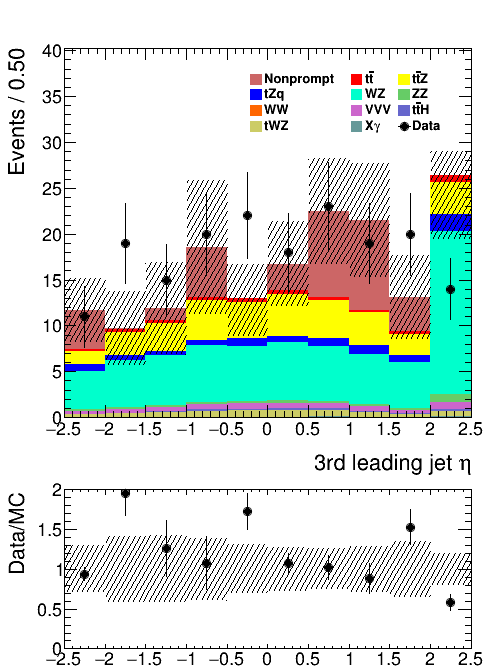 Events / 0.50
40
35
30
25
20
15
10
5
0
Nonprompt tt̄ tt̄Z
tZq WZ ZZ
WW VVV tt̄H
tWZ Xγ Data
−2.5 −2 −1.5 −1 −0.5 0 0.5 1 1.5 2 2.5
3rd leading jet η
Data/MC
2
1.5
1
0.5
0
−2.5 −2 −1.5 −1 −0.5 0 0.5 1 1.5 2 2.5